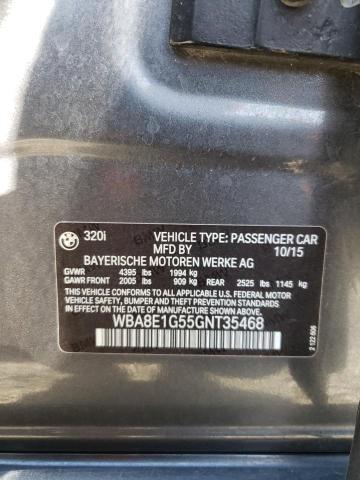 320i VEHICLE TYPE: PASSENGER CAR
MFD BY 10/15
BAYERISCHE MOTOREN WERKE AG
GVWR 4395 lbs 1994 kg
GAWR FRONT 2005 lbs 909 kg REAR 2525 lbs 1145 kg
THIS VEHICLE CONFORMS TO ALL APPLICABLE U.S. FEDERAL MOTOR
VEHICLE SAFETY, BUMPER AND THEFT PREVENTION STANDARDS IN
EFFECT ON THE DATE OF MANUFACTURE SHOWN ABOVE.
WBA8E1G55GNT35468